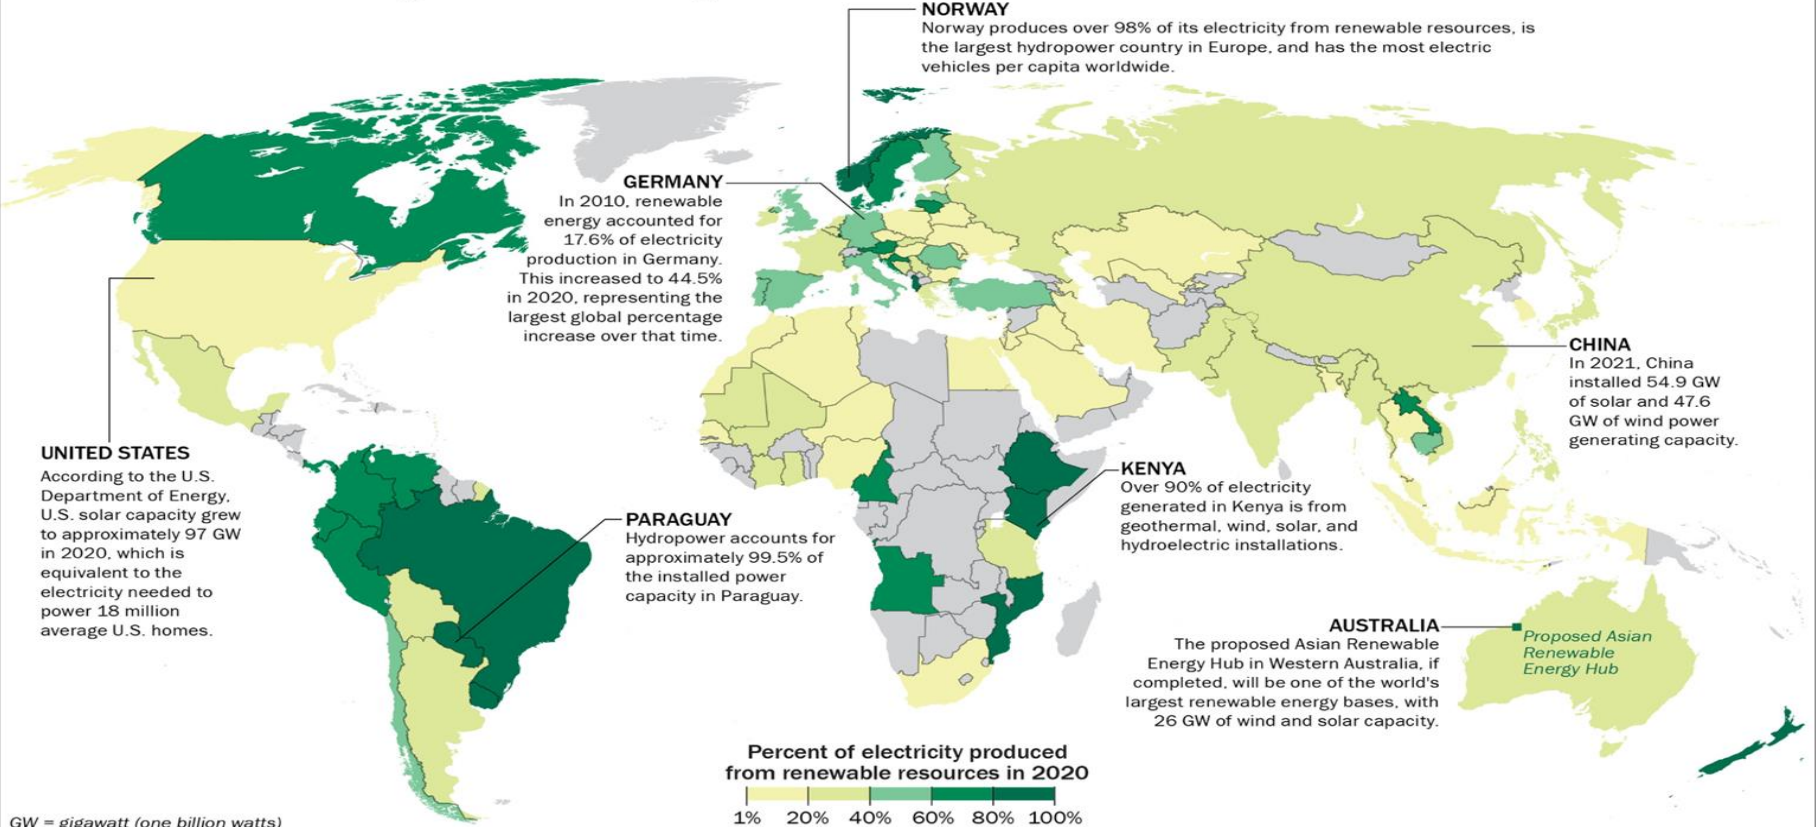 NORWAY
Norway produces over 98% of its electricity from renewable resources, is
the largest hydropower country in Europe, and has the most electric
vehicles per capita worldwide.
GERMANY
In 2010, renewable
energy accounted for
17.6% of electricity
production in Germany.
This increased to 44.5%
in 2020, representing the
largest global percentage
increase over that time.
CHINA
In 2021, China
installed 54.9 GW
of solar and 47.6
GW of wind power
generating capacity.
UNITED STATES
According to the U.S.
Department of Energy,
U.S. solar capacity grew
to approximately 97 GW
in 2020, which is
equivalent to the
electricity needed to
power 18 million
average U.S. homes.
KENYA
Over 90% of electricity
generated in Kenya is from
geothermal, wind, solar, and
hydroelectric installations.
PARAGUAY
Hydropower accounts for
approximately 99.5% of
the installed power
capacity in Paraguay.
AUSTRALIA
The proposed Asian Renewable
Energy Hub in Western Australia, if
completed, will be one of the world's
largest renewable energy bases, with
26 GW of wind and solar capacity.
Proposed Asian
Renewable
Energy Hub
Percent of electricity produced
from renewable resources in 2020
1% 20% 40% 60% 80% 100%
GW = gigawatt (one billion watts)